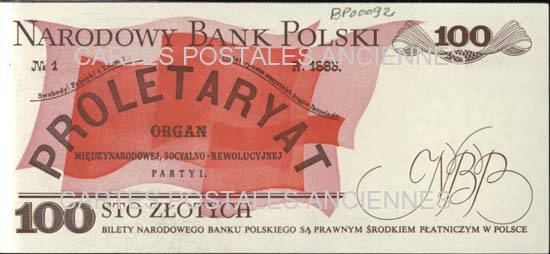 BP00092
NARODOWY BANK POLSKI 100
CARTES POSTALES ANCIENNES
№ 1 R. 1883.
PROLETARYAT
ORGAN
MIĘDZYNARODOWEJ, SOCYALNO-REWOLUCYJNEJ
PARTYI.
NBP
CARTES POSTALES ANCIENNES
100 STO ZŁOTYCH
BILETY NARODOWEGO BANKU POLSKIEGO SĄ PRAWNYM ŚRODKIEM PŁATNICZYM W POLSCE